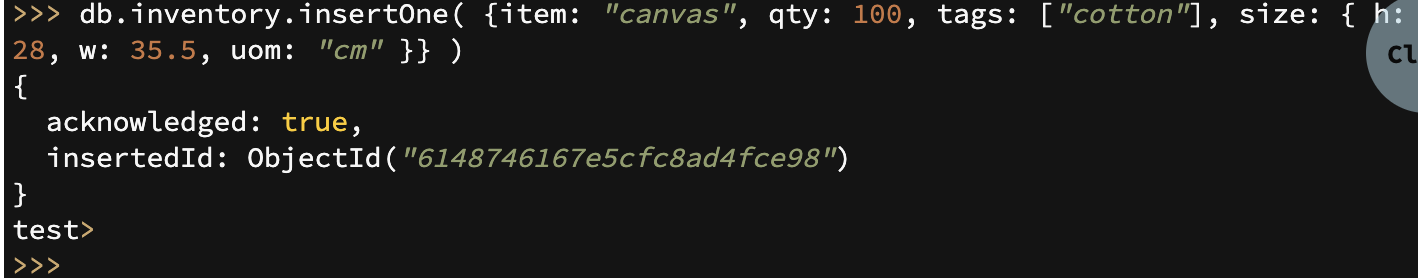 >>> db.inventory.insertOne( {item: "canvas", qty: 100, tags: ["cotton"], size: { h:
28, w: 35.5, uom: "cm" }} )
Cl
{
  acknowledged: true,
  insertedId: ObjectId("6148746167e5cfc8ad4fce98")
}
test>
>>>